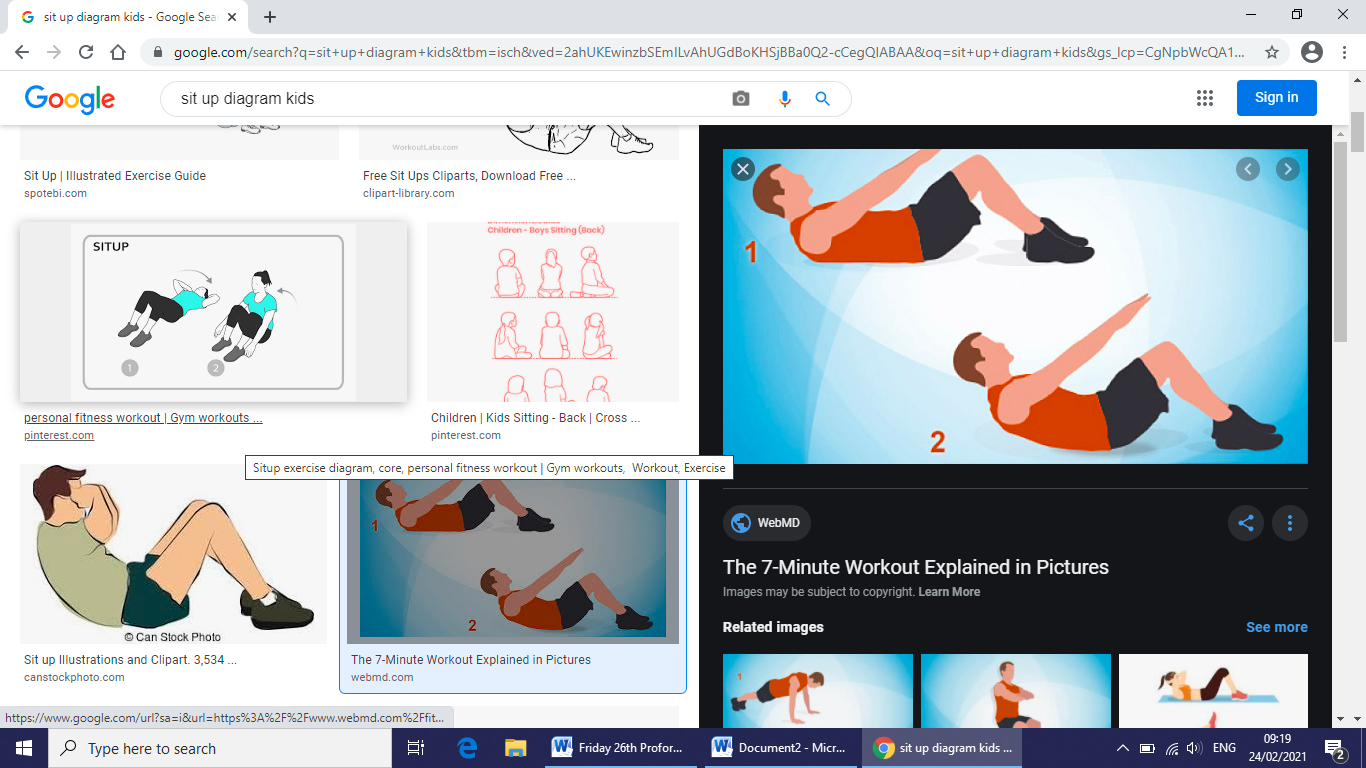 sit up diagram kids - Google Sea
google.com/search?q=sit+up+diagram+kids&tbm=isch&ved=2ahUKEwinzbSEmILvAhUGdBoKHSjBBa0Q2-cCegQIABAA&oq=sit+up+diagram+kids&gs_lcp=CgNpbWcQA1...
Google
sit up diagram kids
Sign in
WorkoutLabs.com
Sit Up | Illustrated Exercise Guide
spotebi.com
Free Sit Ups Cliparts, Download Free ...
clipart-library.com
SITUP
1
2
personal fitness workout | Gym workouts ...
pinterest.com
Children - Boys Sitting (Back)
Children | Kids Sitting - Back | Cross ...
pinterest.com
Situp exercise diagram, core, personal fitness workout | Gym workouts, Workout, Exercise
© Can Stock Photo
Sit up Illustrations and Clipart. 3,534 ...
canstockphoto.com
1
2
The 7-Minute Workout Explained in Pictures
webmd.com
1
2
WebMD
The 7-Minute Workout Explained in Pictures
Images may be subject to copyright. Learn More
Related images
See more
1
https://www.google.com/url?sa=i&url=https%3A%2F%2Fwww.webmd.com%2Ffit...
Type here to search
Friday 26th Profor...
Document2 - Micr...
sit up diagram kids ...
ENG
09:19
24/02/2021
2